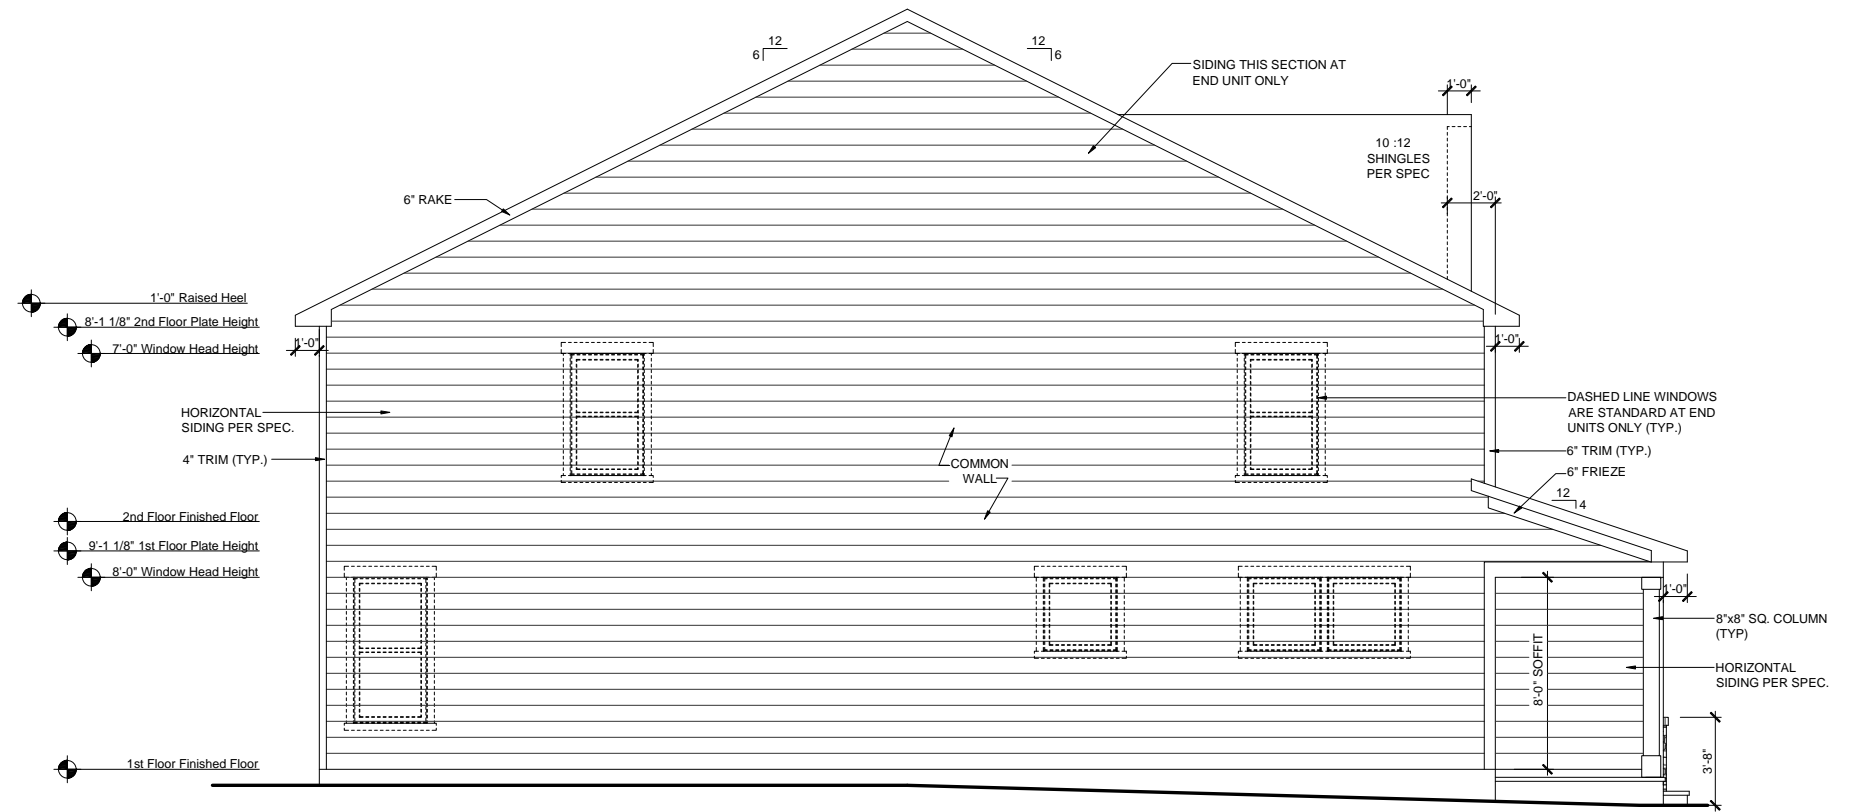 12
6
12
6
SIDING THIS SECTION AT
END UNIT ONLY
1'-0"
10 :12
SHINGLES
PER SPEC
6" RAKE
2'-0"
1'-0" Raised Heel
8'-1 1/8" 2nd Floor Plate Height
7'-0" Window Head Height
1'-0"
1'-0"
HORIZONTAL
SIDING PER SPEC.
4" TRIM (TYP.)
DASHED LINE WINDOWS
ARE STANDARD AT END
UNITS ONLY (TYP.)
6" TRIM (TYP.)
6" FRIEZE
COMMON
WALL
12
4
2nd Floor Finished Floor
9'-1 1/8" 1st Floor Plate Height
8'-0" Window Head Height
1'-0"
8"x8" SQ. COLUMN
(TYP)
8'-0" SOFFIT
HORIZONTAL
SIDING PER SPEC.
3'-8"
1st Floor Finished Floor